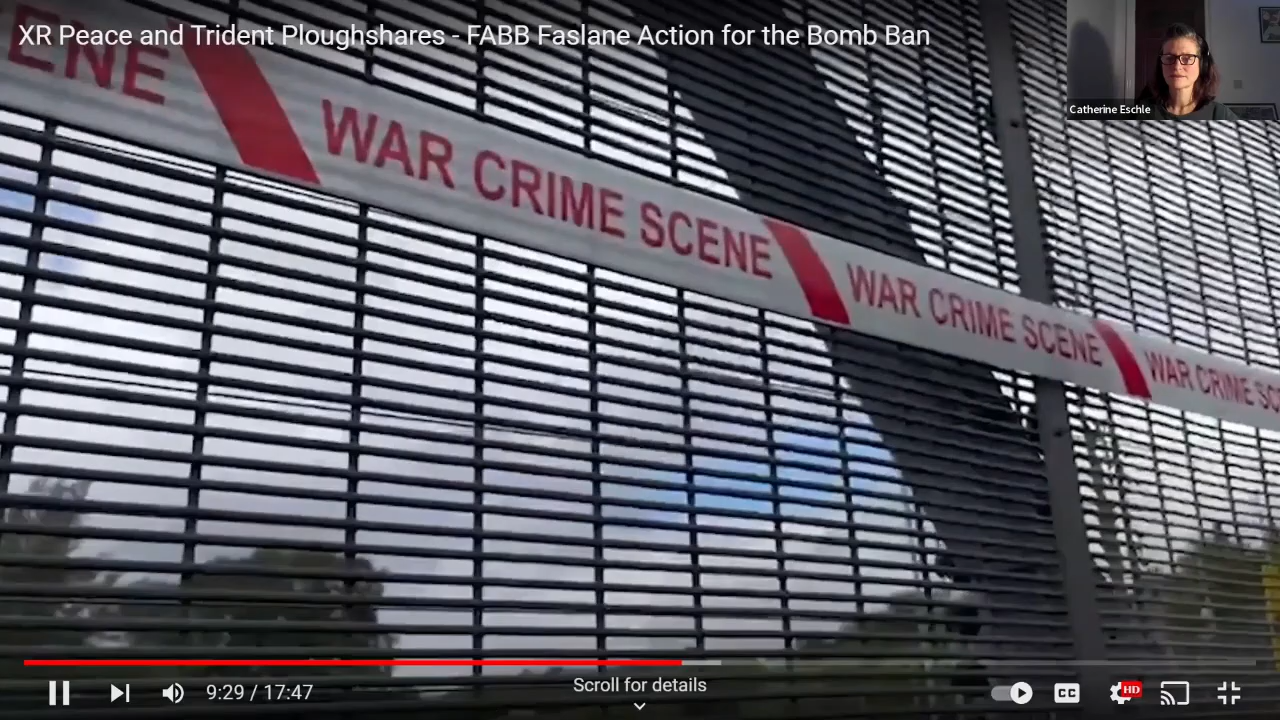 XR Peace and Trident Ploughshares - FABB Faslane Action for the Bomb Ban
Catherine Eschle
ENE WAR CRIME SCENE WAR CRIME SCENE WAR CRIME SC
9:29 / 17:47
Scroll for details
CC
HD